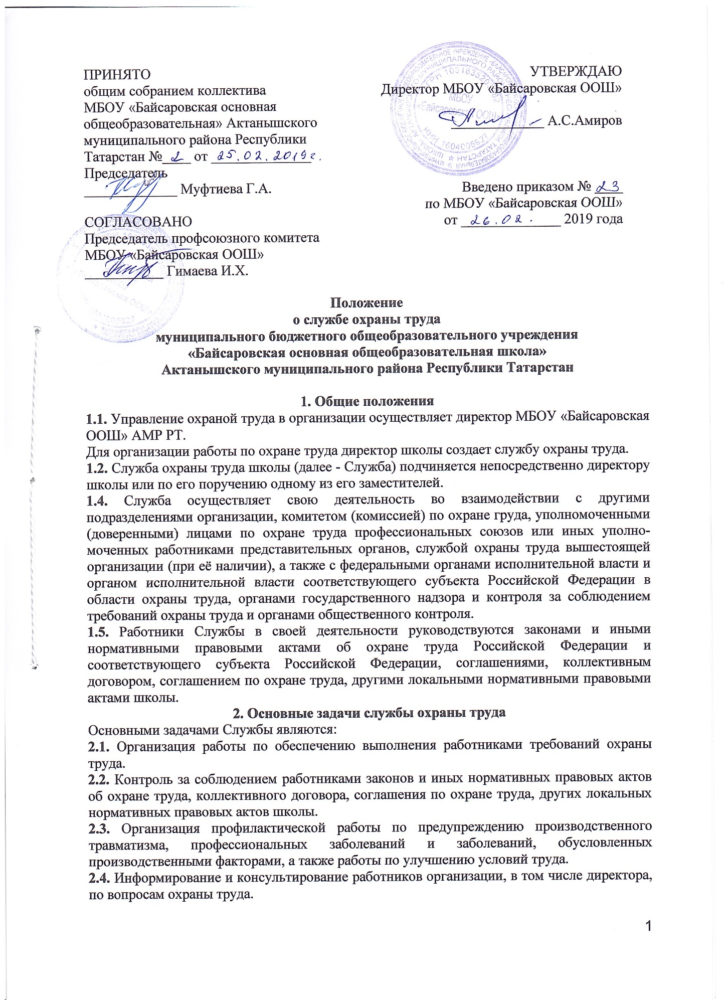 ПРИНЯТО
общим собранием коллектива
МБОУ «Байсаровская основная
общеобразовательная» Актанышского
муниципального района Республики
Татарстан № 2 от 25.02.2019г.
Председатель
Муфтиева Г.А.
СОГЛАСОВАНО
Председатель профсоюзного комитета
МБОУ «Байсаровская ООШ»
Гимаева И.Х.
УТВЕРЖДАЮ
Директор МБОУ «Байсаровская ООШ»
А.С.Амиров
МБОУ
«Байсаровская ООШ»
ИНН 1604005927
Введено приказом № 23
по МБОУ «Байсаровская ООШ»
от 26.02. 2019 года
Положение
о службе охраны труда
муниципального бюджетного общеобразовательного учреждения
«Байсаровская основная общеобразовательная школа»
Актанышского муниципального района Республики Татарстан
1. Общие положения
1.1. Управление охраной труда в организации осуществляет директор МБОУ «Байсаровская
ООШ» АМР РТ.
Для организации работы по охране труда директор школы создает службу охраны труда.
1.2. Служба охраны труда школы (далее - Служба) подчиняется непосредственно директору
школы или по его поручению одному из его заместителей.
1.4. Служба осуществляет свою деятельность во взаимодействии с другими
подразделениями организации, комитетом (комиссией) по охране груда, уполномоченными
(доверенными) лицами по охране труда профессиональных союзов или иных уполно-
моченных работниками представительных органов, службой охраны труда вышестоящей
организации (при её наличии), а также с федеральными органами исполнительной власти и
органом исполнительной власти соответствующего субъекта Российской Федерации в
области охраны труда, органами государственного надзора и контроля за соблюдением
требований охраны труда и органами общественного контроля.
1.5. Работники Службы в своей деятельности руководствуются законами и иными
нормативными правовыми актами об охране труда Российской Федерации и
соответствующего субъекта Российской Федерации, соглашениями, коллективным
договором, соглашением по охране труда, другими локальными нормативными правовыми
актами школы.
2. Основные задачи службы охраны труда
Основными задачами Службы являются:
2.1. Организация работы по обеспечению выполнения работниками требований охраны
труда.
2.2. Контроль за соблюдением работниками законов и иных нормативных правовых актов
об охране труда, коллективного договора, соглашения по охране труда, других локальных
нормативных правовых актов школы.
2.3. Организация профилактической работы по предупреждению производственного
травматизма, профессиональных заболеваний и заболеваний, обусловленных
производственными факторами, а также работы по улучшению условий труда.
2.4. Информирование и консультирование работников организации, в том числе директора,
по вопросам охраны труда.
1